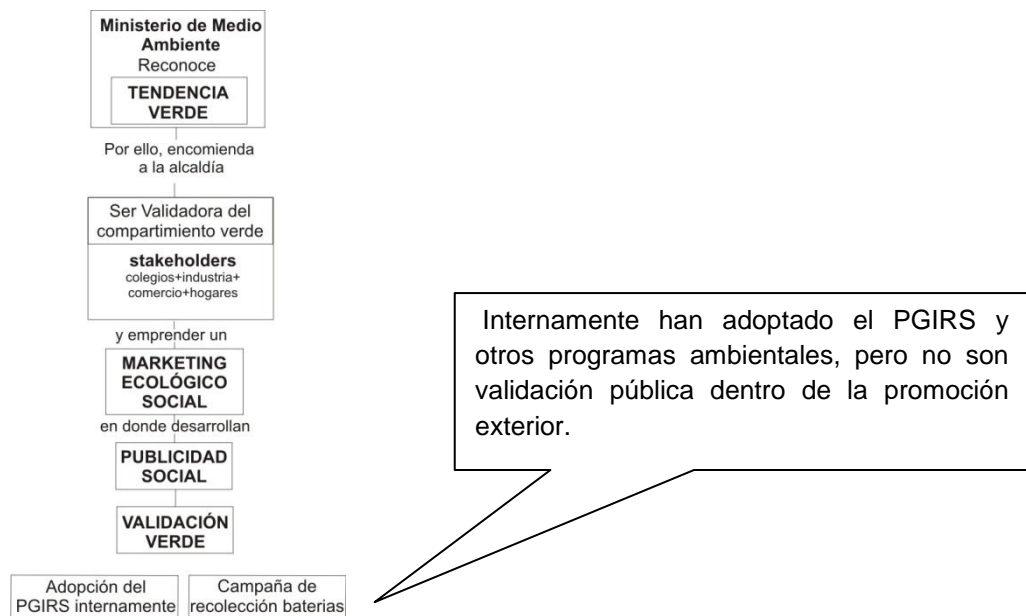 Ministerio de Medio
Ambiente
Reconoce
TENDENCIA
VERDE
Por ello, encomienda
a la alcaldía
Ser Validadora del
compartimiento verde
stakeholders
colegios+industria+
comercio+hogares
y emprender un
MARKETING
ECOLÓGICO
SOCIAL
en donde desarrollan
PUBLICIDAD
SOCIAL
VALIDACIÓN
VERDE
Adopción del
PGIRS internamente
Campaña de
recolección baterias
Internamente han adoptado el PGIRS y
otros programas ambientales, pero no son
validación pública dentro de la promoción
exterior.